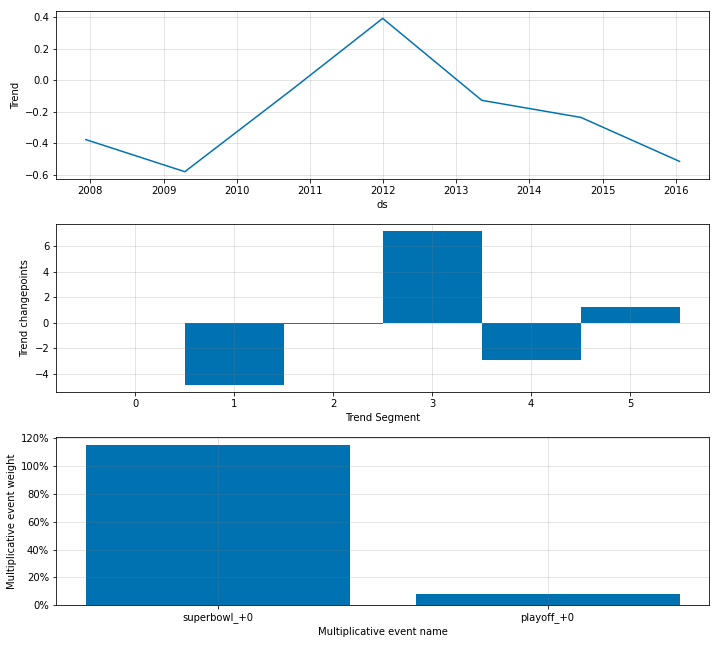 Trend
0.4
0.2
0.0
−0.2
−0.4
−0.6
2008 2009 2010 2011 2012 2013 2014 2015 2016
ds
Trend changepoints
6
4
2
0
−2
−4
0 1 2 3 4 5
Trend Segment
Multiplicative event weight
120%
100%
80%
60%
40%
20%
0%
superbowl_+0 playoff_+0
Multiplicative event name